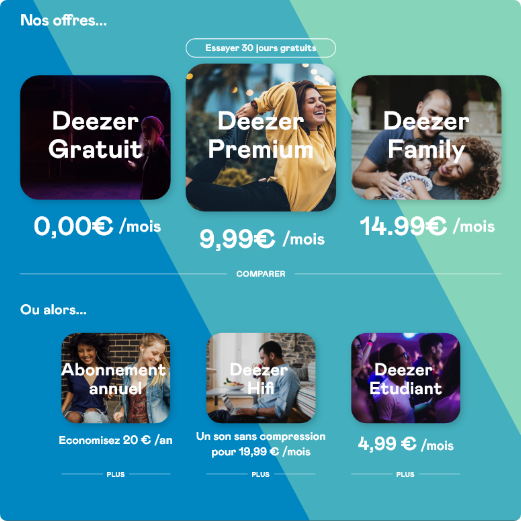 Nos offres...
Essayer 30 jours gratuits
Deezer
Gratuit
Deezer
Premium
Deezer
Family
0,00€ /mois
9,99€ /mois
14.99€ /mois
COMPARER
Ou alors...
Abonnement
annuel
Deezer
Hifi
Deezer
Etudiant
Economisez 20 € /an
Un son sans compression
pour 19,99 € /mois
4,99 € /mois
PLUS
PLUS
PLUS